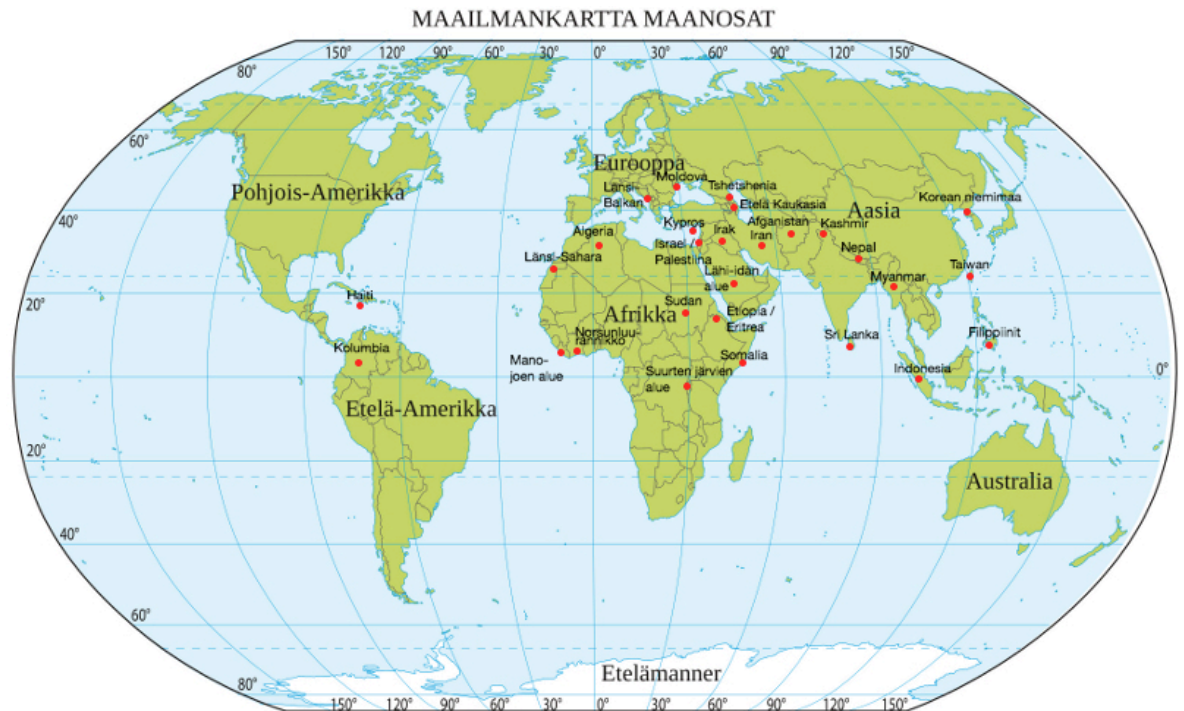 MAAILMANKARTTA MAANOSAT
150° 120° 90° 60° 30° 0° 30° 60° 90° 120° 150°
80°
60°
Eurooppa
Moldova
Tshetshenia
Pohjois-Amerikka
Länsi-
Balkan
Etelä Kaukasia
Korean niemimaa
Aasia
40°
Kypros
Afganistan
Kashmir
Algeria
Irak
Iran
Israel /
Palestiina
Nepal
Länsi-Sahara
Taiwan
Lähi-idän
alue
Myanmar
20°
Haiti
Sudan
Afrikka
Etiopia /
Eritrea
Norsunluu-
rannikko
Sri Lanka
Filippiinit
Kolumbia
Mano-
joen alue
Somalia
Suurten järvien
alue
Indonesia
0°
Etelä-Amerikka
20°
Australia
40°
60°
Etelämanner
80°
150° 120° 90° 60° 30° 0° 30° 60° 90° 120° 150°